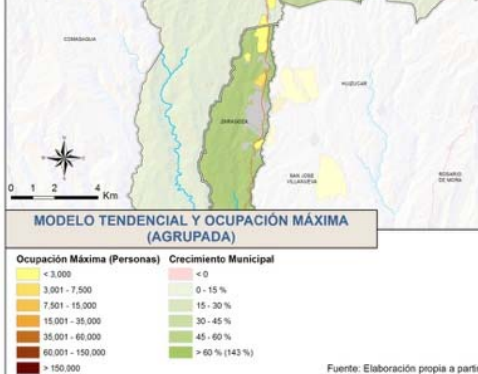 COMASAGUA
HUIZUCAR
ZARAGOZA
SAN JOSE
VILLANUEVA
ROSARIO
DE MORA
0 1 2 4
Km
MODELO TENDENCIAL Y OCUPACIÓN MÁXIMA
(AGRUPADA)
Ocupación Máxima (Personas) Crecimiento Municipal
< 3,000 < 0
3,001 - 7,500 0 - 15 %
7,501 - 15,000 15 - 30 %
15,001 - 35,000 30 - 45 %
35,001 - 60,000 45 - 60 %
60,001 - 150,000 > 60 % (143 %)
> 150,000
Fuente: Elaboración propia a parti